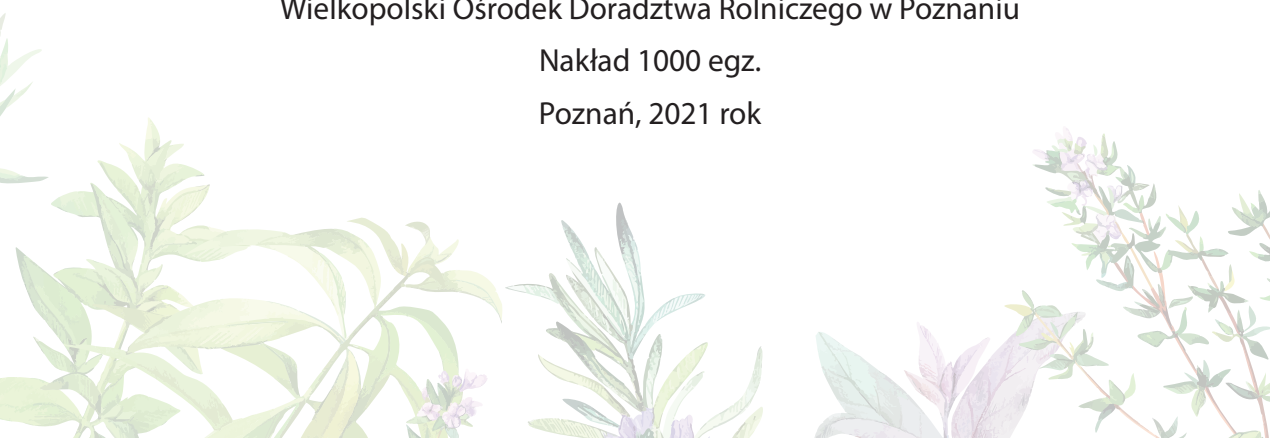 Wielkopolski Ośrodek Doradztwa Rolniczego w Poznaniu
Nakład 1000 egz.
Poznań, 2021 rok